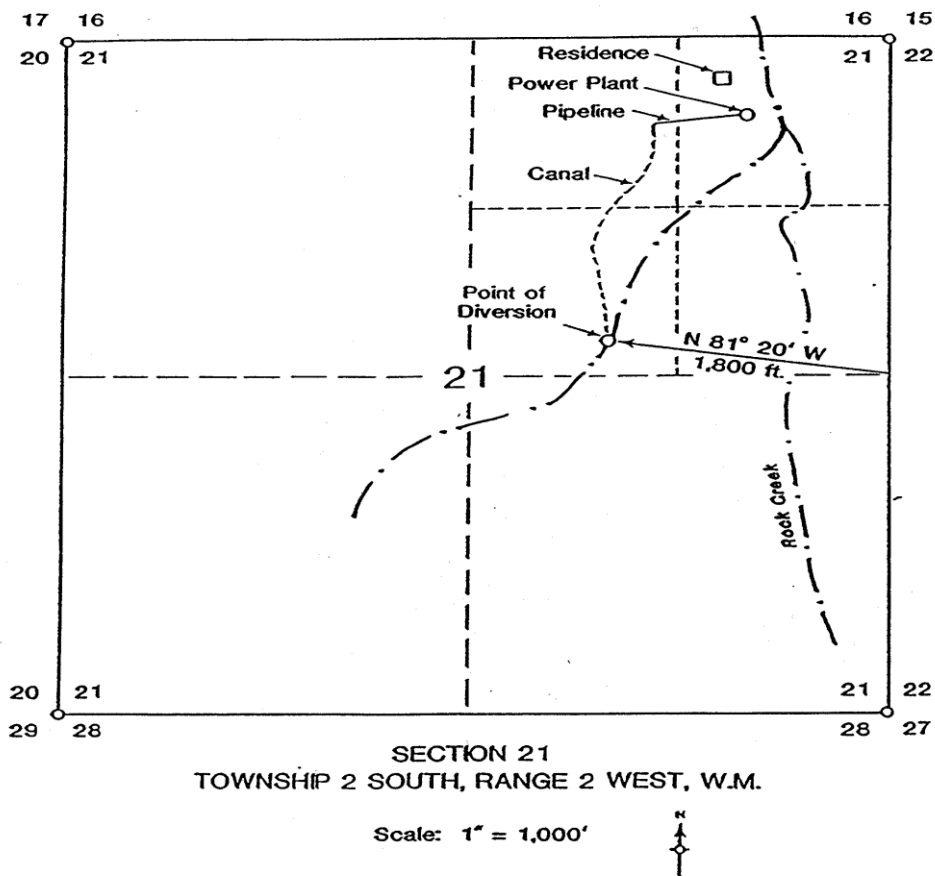 17 16
16 15
20 21
21 22
Residence
Power Plant
Pipeline
Canal
Point of
Diversion
N 81° 20' W
1,800 ft.
21
Rock Creek
20 21
21 22
29 28
28 27
SECTION 21
TOWNSHIP 2 SOUTH, RANGE 2 WEST, W.M.
Scale: 1" = 1,000'
N